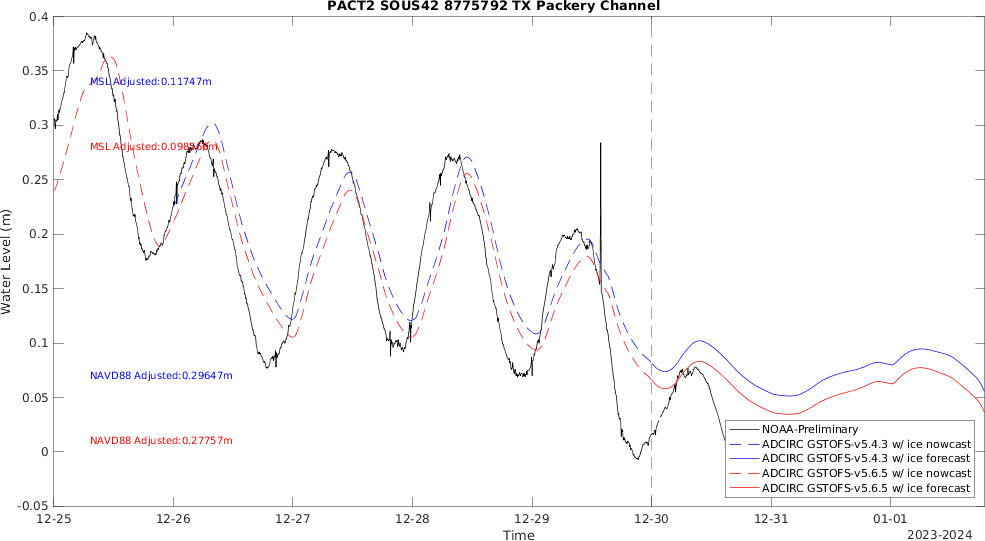 PACT2 SOUS42 8775792 TX Packery Channel
0.4
0.35
0.3
0.25
0.2
0.15
0.1
0.05
0
-0.05
Water Level (m)
MSL Adjusted:0.11747m
MSL Adjusted:
NAVD88 Adjusted:0.29647m
NAVD88 Adjusted:0.27757m
NOAA-Preliminary
ADCIRC GSTOFS-v5.4.3 w/ ice nowcast
ADCIRC GSTOFS-v5.4.3 w/ ice forecast
ADCIRC GSTOFS-v5.6.5 w/ ice nowcast
ADCIRC GSTOFS-v5.6.5 w/ ice forecast
12-25 12-26 12-27 12-28 12-29 12-30 12-31 01-01
Time
2023-2024